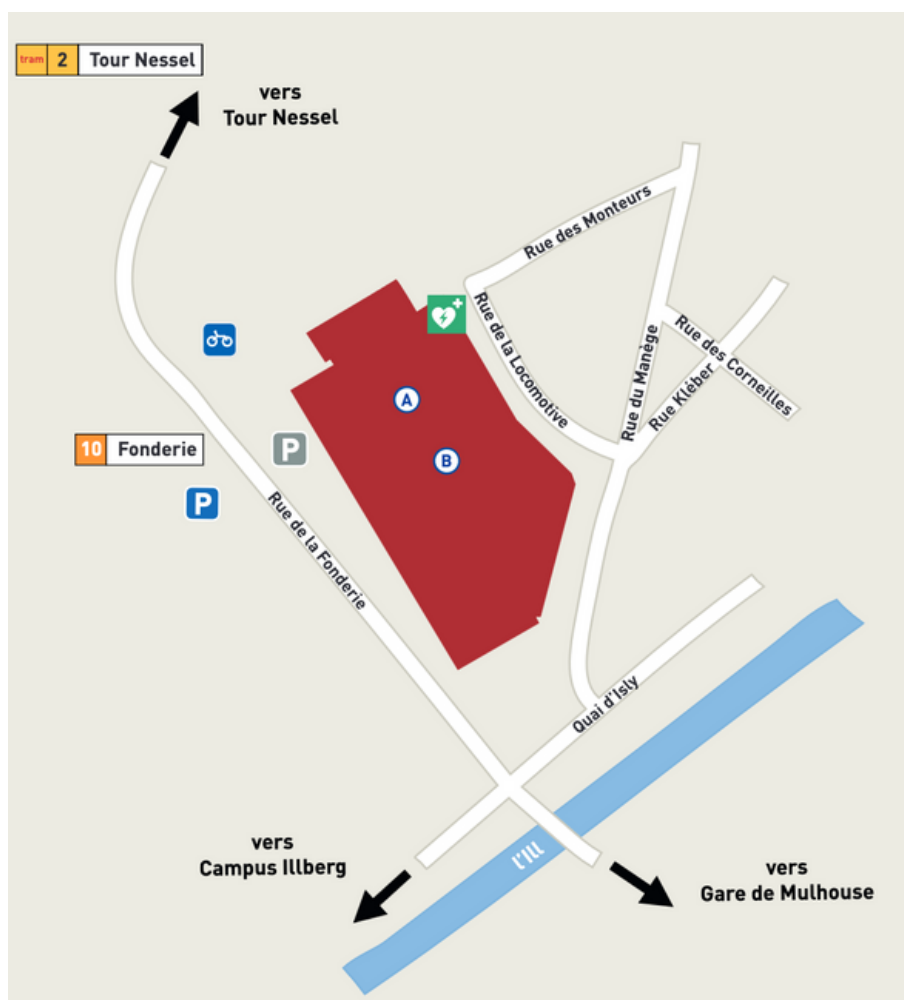 tram 2 Tour Nessel
vers
Tour Nessel
Rue des Monteurs
Rue de la Locomotive
Rue du Manège
Rue des Corneilles
Rue Kléber
A
B
10 Fonderie
P
P
Rue de la Fonderie
Quai d'Isly
l'Ill
vers
Campus Illberg
vers
Gare de Mulhouse